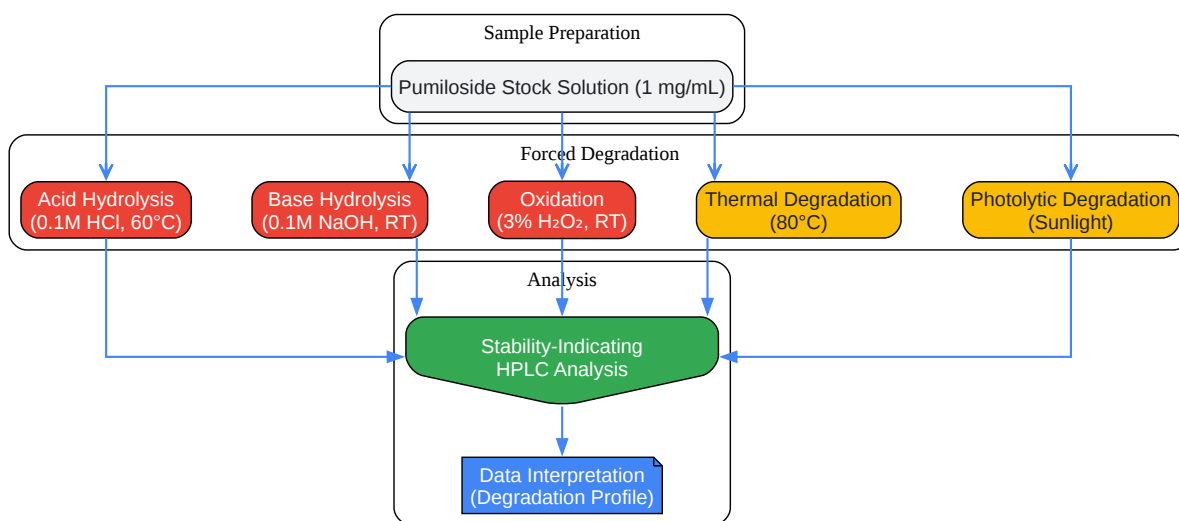 Sample Preparation
Pumiloside Stock Solution (1 mg/mL)
Forced Degradation
Acid Hydrolysis
(0.1M HCl, 60°C)
Base Hydrolysis
(0.1M NaOH, RT)
Oxidation
(3% H₂O₂, RT)
Thermal Degradation
(80°C)
Photolytic Degradation
(Sunlight)
Analysis
Stability-Indicating
HPLC Analysis
Data Interpretation
(Degradation Profile)